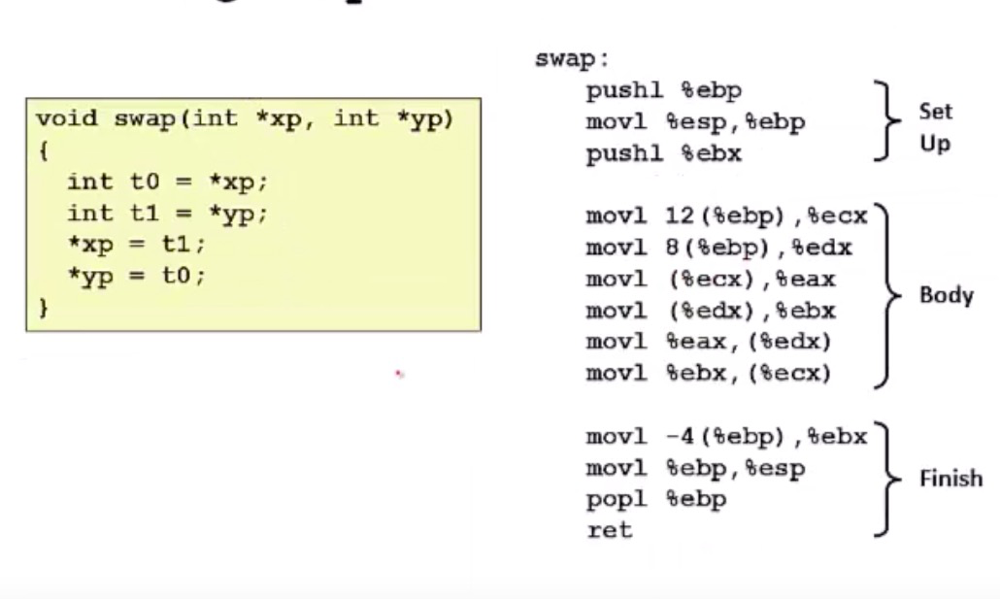 void swap(int *xp, int *yp)
{
  int t0 = *xp;
  int t1 = *yp;
  *xp = t1;
  *yp = t0;
}
swap:
pushl %ebp
movl %esp,%ebp
pushl %ebx
Set
Up
movl 12(%ebp),%ecx
movl 8(%ebp),%edx
movl (%ecx),%eax
movl (%edx),%ebx
movl %eax,(%edx)
movl %ebx,(%ecx)
Body
movl -4(%ebp),%ebx
movl %ebp,%esp
popl %ebp
ret
Finish